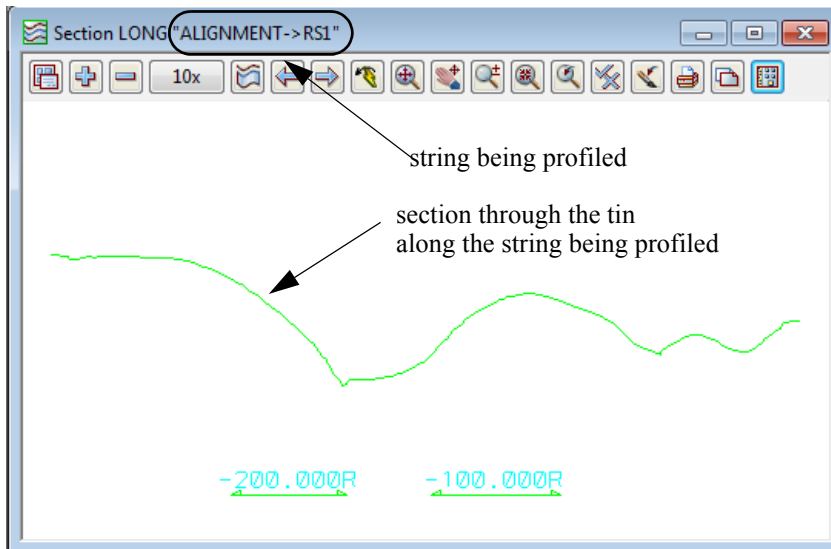 Section LONG "ALIGNMENT->RS1"
10x
string being profiled
section through the tin
along the string being profiled
-200.000R -100.000R